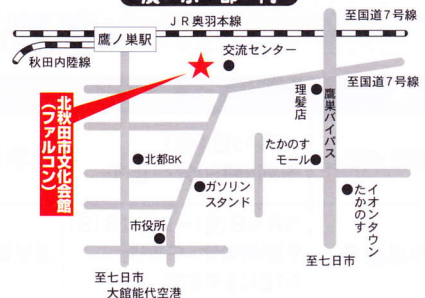 JR奥羽本線
至国道7号線
鷹ノ巣駅
秋田内陸線
交流センター
至国道7号線
理髪店
鷹巣バイパス
北秋田市文化会館
(ファルコン)
たかのす
モール
北都BK
ガソリン
スタンド
イオンタウン
たかのす
市役所
至七日市
至七日市
大館能代空港